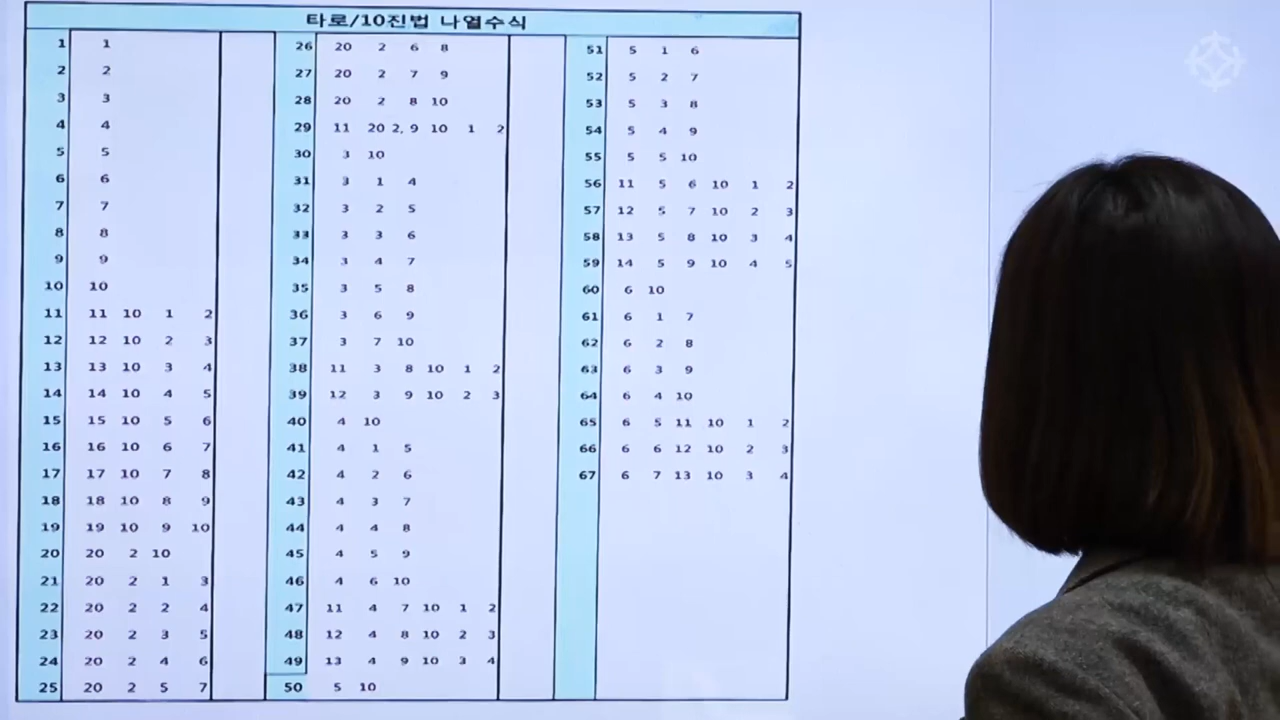 타로/10진법 나열수식
1 1
2 2
3 3
4 4
5 5
6 6
7 7
8 8
9 9
10 10
11 11 10 1 2
12 12 10 2 3
13 13 10 3 4
14 14 10 4 5
15 15 10 5 6
16 16 10 6 7
17 17 10 7 8
18 18 10 8 9
19 19 10 9 10
20 20 2 10
21 20 2 1 3
22 20 2 2 4
23 20 2 3 5
24 20 2 4 6
25 20 2 5 7
26 20 2 6 8
27 20 2 7 9
28 20 2 8 10
29 11 20 2, 9 10 1 2
30 3 10
31 3 1 4
32 3 2 5
33 3 3 6
34 3 4 7
35 3 5 8
36 3 6 9
37 3 7 10
38 11 3 8 10 1 2
39 12 3 9 10 2 3
40 4 10
41 4 1 5
42 4 2 6
43 4 3 7
44 4 4 8
45 4 5 9
46 4 6 10
47 11 4 7 10 1 2
48 12 4 8 10 2 3
49 13 4 9 10 3 4
50 5 10
51 5 1 6
52 5 2 7
53 5 3 8
54 5 4 9
55 5 5 10
56 11 5 6 10 1 2
57 12 5 7 10 2 3
58 13 5 8 10 3 4
59 14 5 9 10 4 5
60 6 10
61 6 1 7
62 6 2 8
63 6 3 9
64 6 4 10
65 6 5 11 10 1 2
66 6 6 12 10 2 3
67 6 7 13 10 3 4